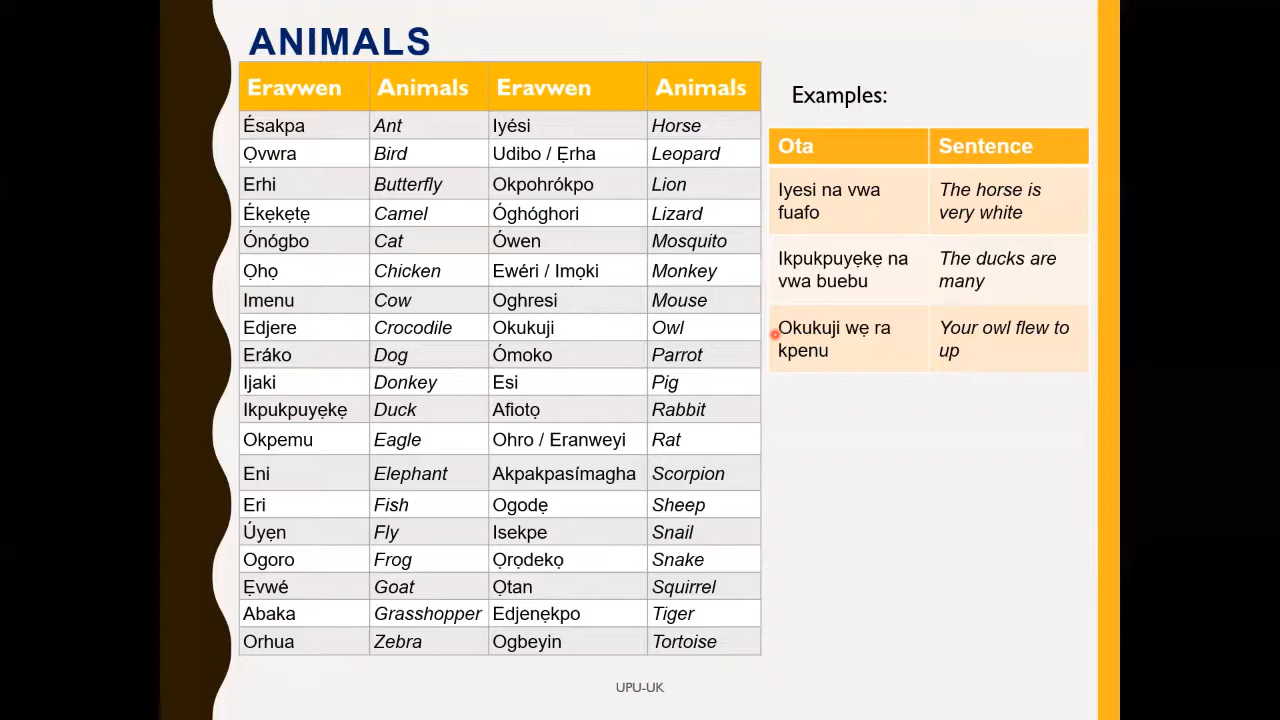 ANIMALS
Eravwen Animals Eravwen Animals
Ésakpa Ant Iyési Horse
Ọvwra Bird Udibo / Ẹrha Leopard
Erhi Butterfly Okpohrókpo Lion
Ékẹkẹtẹ Camel Óghóghori Lizard
Ónógbo Cat Ówen Mosquito
Ọhọ Chicken Ewéri / Imọki Monkey
Imenu Cow Oghresi Mouse
Edjere Crocodile Okukuji Owl
Eráko Dog Ómoko Parrot
Ijaki Donkey Esi Pig
Ikpukpuyẹkẹ Duck Afiotọ Rabbit
Okpemu Eagle Ohro / Eranweyi Rat
Eni Elephant Akpakpasímagha Scorpion
Eri Fish Ogodẹ Sheep
Úyẹn Fly Isekpe Snail
Ogoro Frog Ọrọdekọ Snake
Ẹvwé Goat Ọtan Squirrel
Abaka Grasshopper Edjenẹkpo Tiger
Orhua Zebra Ogbeyin Tortoise
Examples:
Ota Sentence
Iyesi na vwa The horse is
fuafo very white
Ikpukpuyẹkẹ na The ducks are
vwa buebu many
Okukuji wẹ ra Your owl flew to
kpenu up
UPU-UK